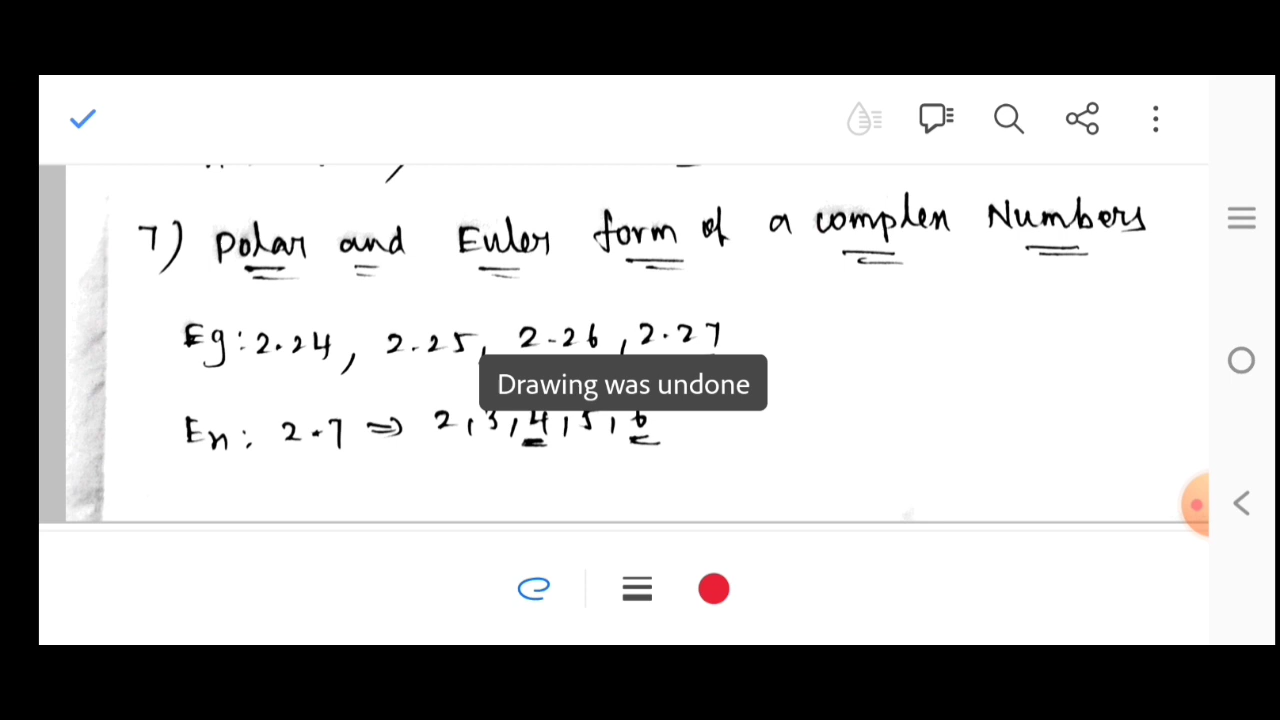 7) Polar and Euler form of a complex Numbers
Eg: 2.24, 2.25, 2.26, 2.27
Drawing was undone
Ex: 2.7 ⇒ 2, 3, 4, 5, 6